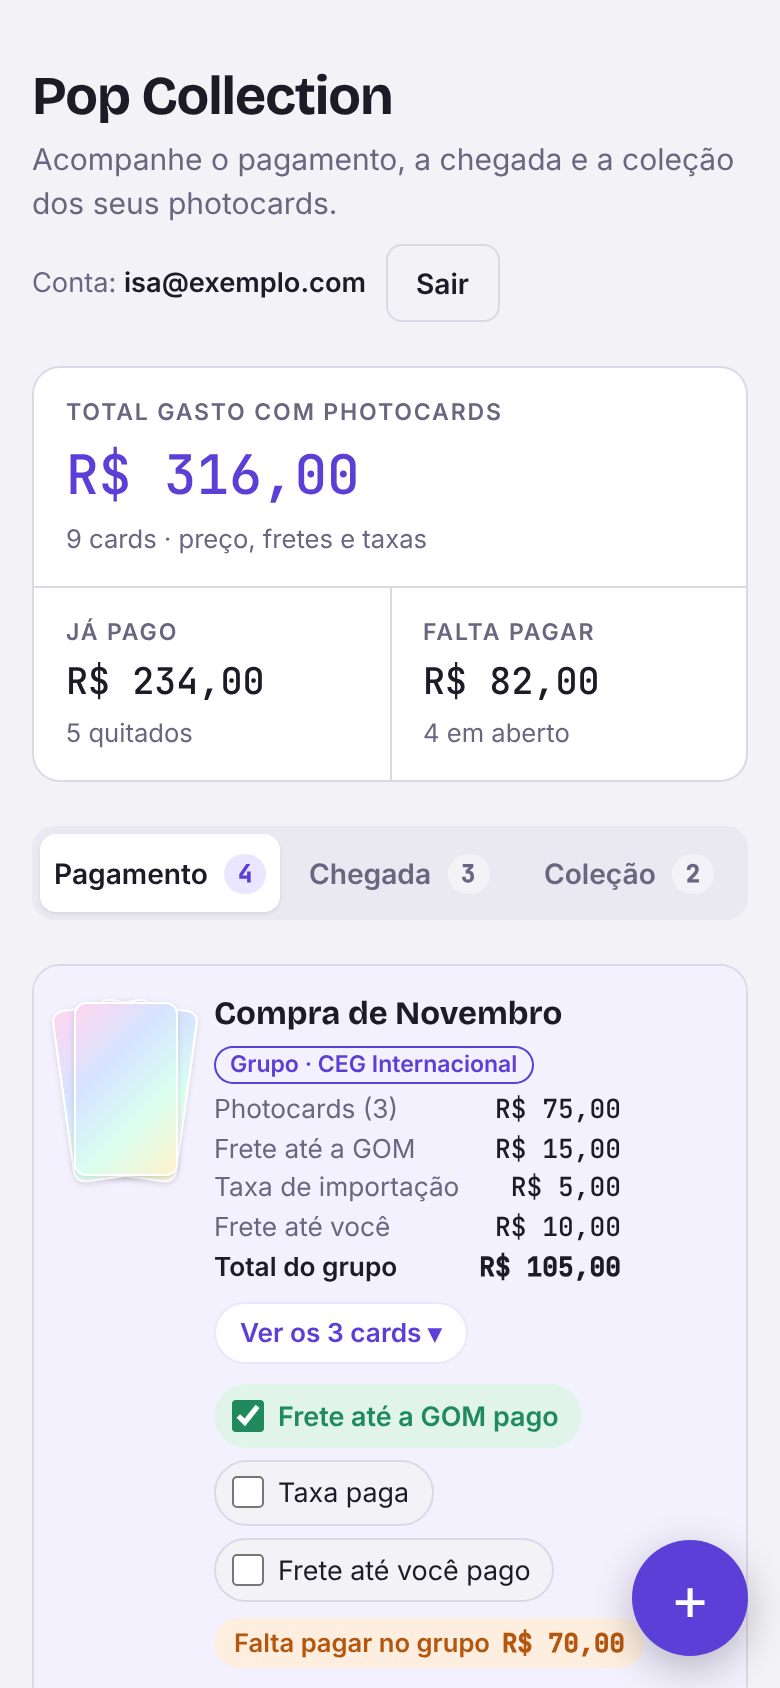 Pop Collection
Acompanhe o pagamento, a chegada e a coleção
dos seus photocards.
Conta: isa@exemplo.com Sair
TOTAL GASTO COM PHOTOCARDS
R$ 316,00
9 cards · preço, fretes e taxas
JÁ PAGO
R$ 234,00
5 quitados
FALTA PAGAR
R$ 82,00
4 em aberto
Pagamento 4 Chegada 3 Coleção 2
Compra de Novembro
Grupo · CEG Internacional
Photocards (3) R$ 75,00
Frete até a GOM R$ 15,00
Taxa de importação R$ 5,00
Frete até você R$ 10,00
Total do grupo R$ 105,00
Ver os 3 cards ▾
Frete até a GOM pago
Taxa paga
Frete até você pago
Falta pagar no grupo R$ 70,00
+